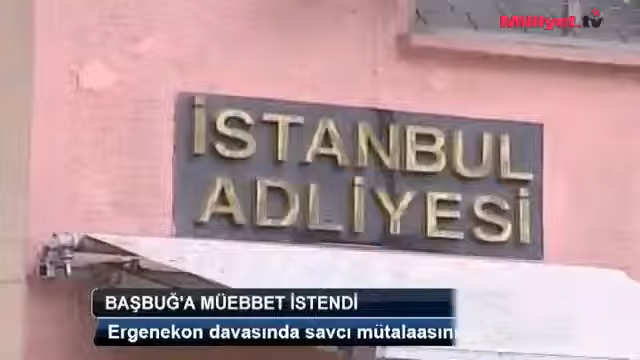 Milliyet.tv
İSTANBUL
ADLİYESİ
BAŞBUĞ'A MÜEBBET İSTENDİ
Ergenekon davasında savcı mütalaasını